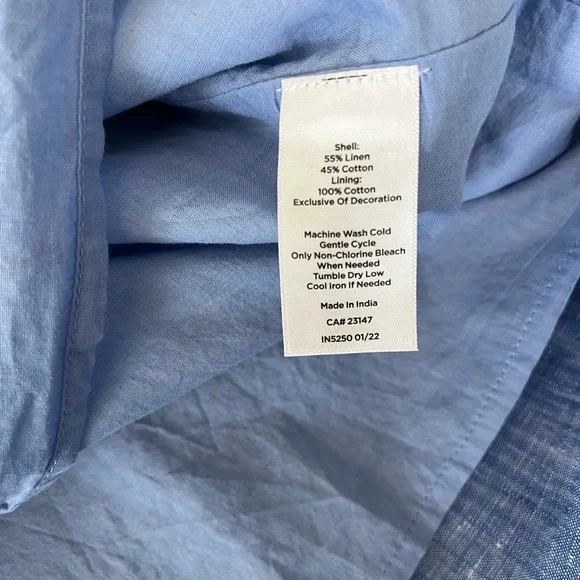 Shell:
55% Linen
45% Cotton
Lining:
100% Cotton
Exclusive Of Decoration
Machine Wash Cold
Gentle Cycle
Only Non-Chlorine Bleach
When Needed
Tumble Dry Low
Cool Iron If Needed
Made In India
CA# 23147
IN5250 01/22